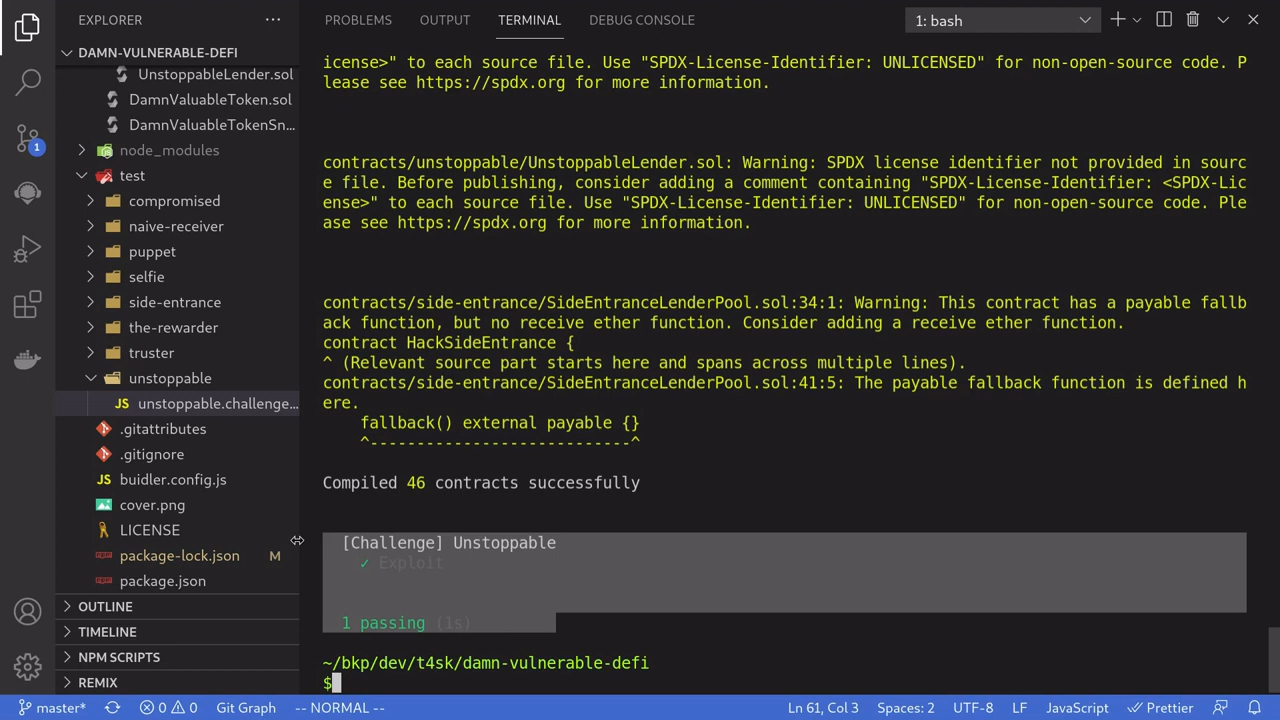 EXPLORER
DAMN-VULNERABLE-DEFI
UnstoppableLender.sol
DamnValuableToken.sol
DamnValuableTokenSn...
node_modules
test
compromised
naive-receiver
puppet
selfie
side-entrance
the-rewarder
truster
unstoppable
JS unstoppable.challenge...
.gitattributes
.gitignore
JS buidler.config.js
cover.png
LICENSE
package-lock.json M
package.json
OUTLINE
TIMELINE
NPM SCRIPTS
REMIX
1
PROBLEMS OUTPUT TERMINAL DEBUG CONSOLE 1: bash
icense>" to each source file. Use "SPDX-License-Identifier: UNLICENSED" for non-open-source code. P
lease see https://spdx.org for more information.
contracts/unstoppable/UnstoppableLender.sol: Warning: SPDX license identifier not provided in sourc
e file. Before publishing, consider adding a comment containing "SPDX-License-Identifier: <SPDX-Lic
ense>" to each source file. Use "SPDX-License-Identifier: UNLICENSED" for non-open-source code. Ple
ase see https://spdx.org for more information.
contracts/side-entrance/SideEntranceLenderPool.sol:34:1: Warning: This contract has a payable fallb
ack function, but no receive ether function. Consider adding a receive ether function.
contract HackSideEntrance {
^ (Relevant source part starts here and spans across multiple lines).
contracts/side-entrance/SideEntranceLenderPool.sol:41:5: The payable fallback function is defined h
ere.
fallback() external payable {}
^----------------------------^
Compiled 46 contracts successfully
[Challenge] Unstoppable
✓ Exploit
1 passing (1s)
~/bkp/dev/t4sk/damn-vulnerable-defi
$
master* 0 0 Git Graph -- NORMAL -- Ln 61, Col 3 Spaces: 2 UTF-8 LF JavaScript Prettier